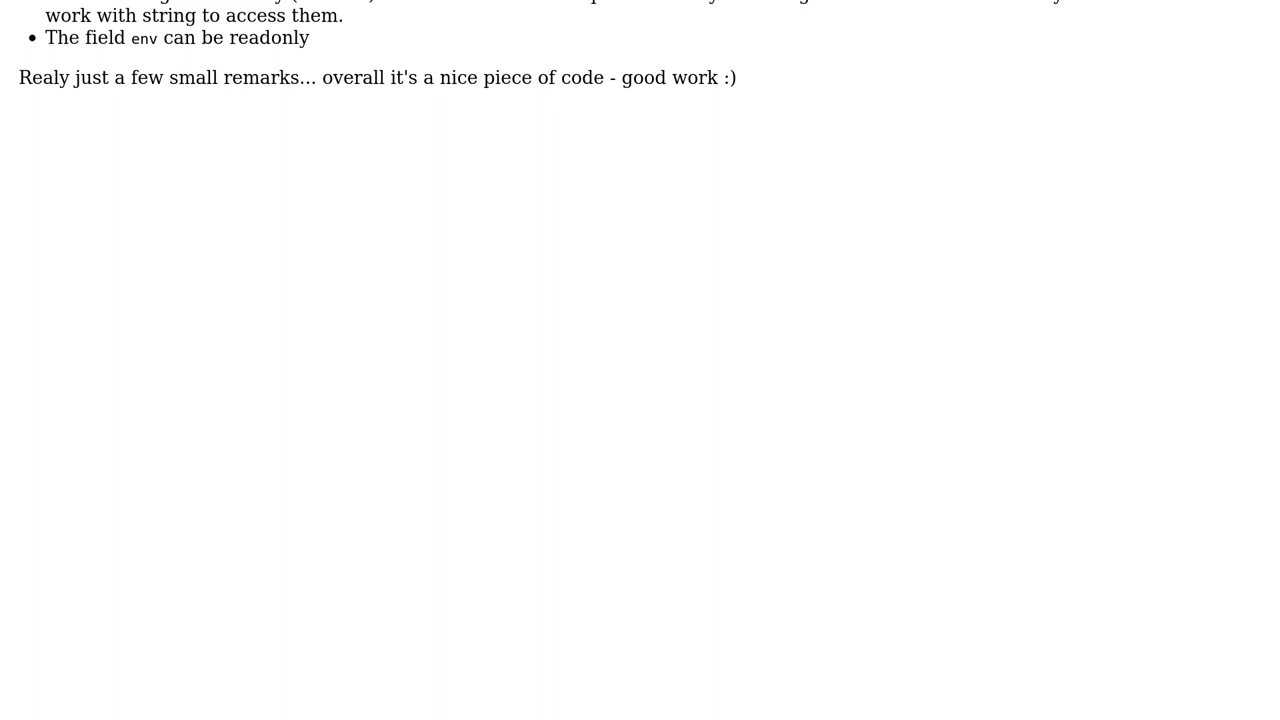 work with string to access them.
The field env can be readonly
Realy just a few small remarks... overall it's a nice piece of code - good work :)